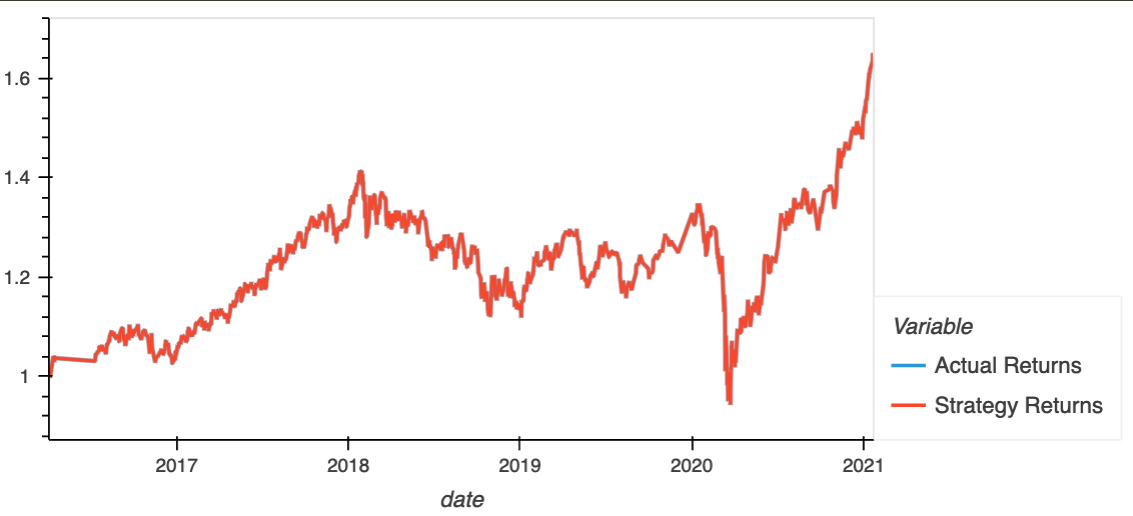 1.6
1.4
1.2
1
2017
2018
2019
2020
2021
date
Variable
Actual Returns
Strategy Returns